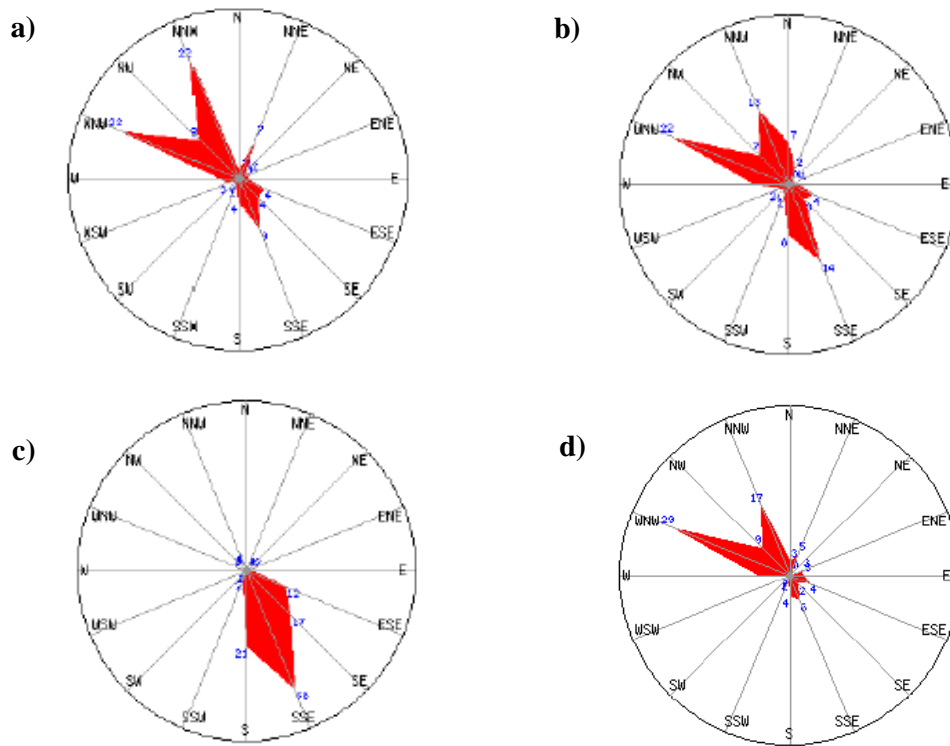 a)
N
NNW NNE
22
NW NE
WNW 22 ENE
9 7
W E
4
4
9
4
WSW ESE
SW SE
SSW SSE
S
b)
N
NNW NNE
13
NW NE
7
WNW 22 ENE
7 2
W E
4
14
WSW ESE
SW SE
SSW SSE
S
c)
N
NNW NNE
NW NE
WNW ENE
W E
12
17
21
WSW ESE
SW SE
SSW SSE
S
d)
N
NNW NNE
17
NW NE
WNW 29 ENE
9 3 5
W E
4
2
4
WSW ESE
SW SE
SSW SSE
S